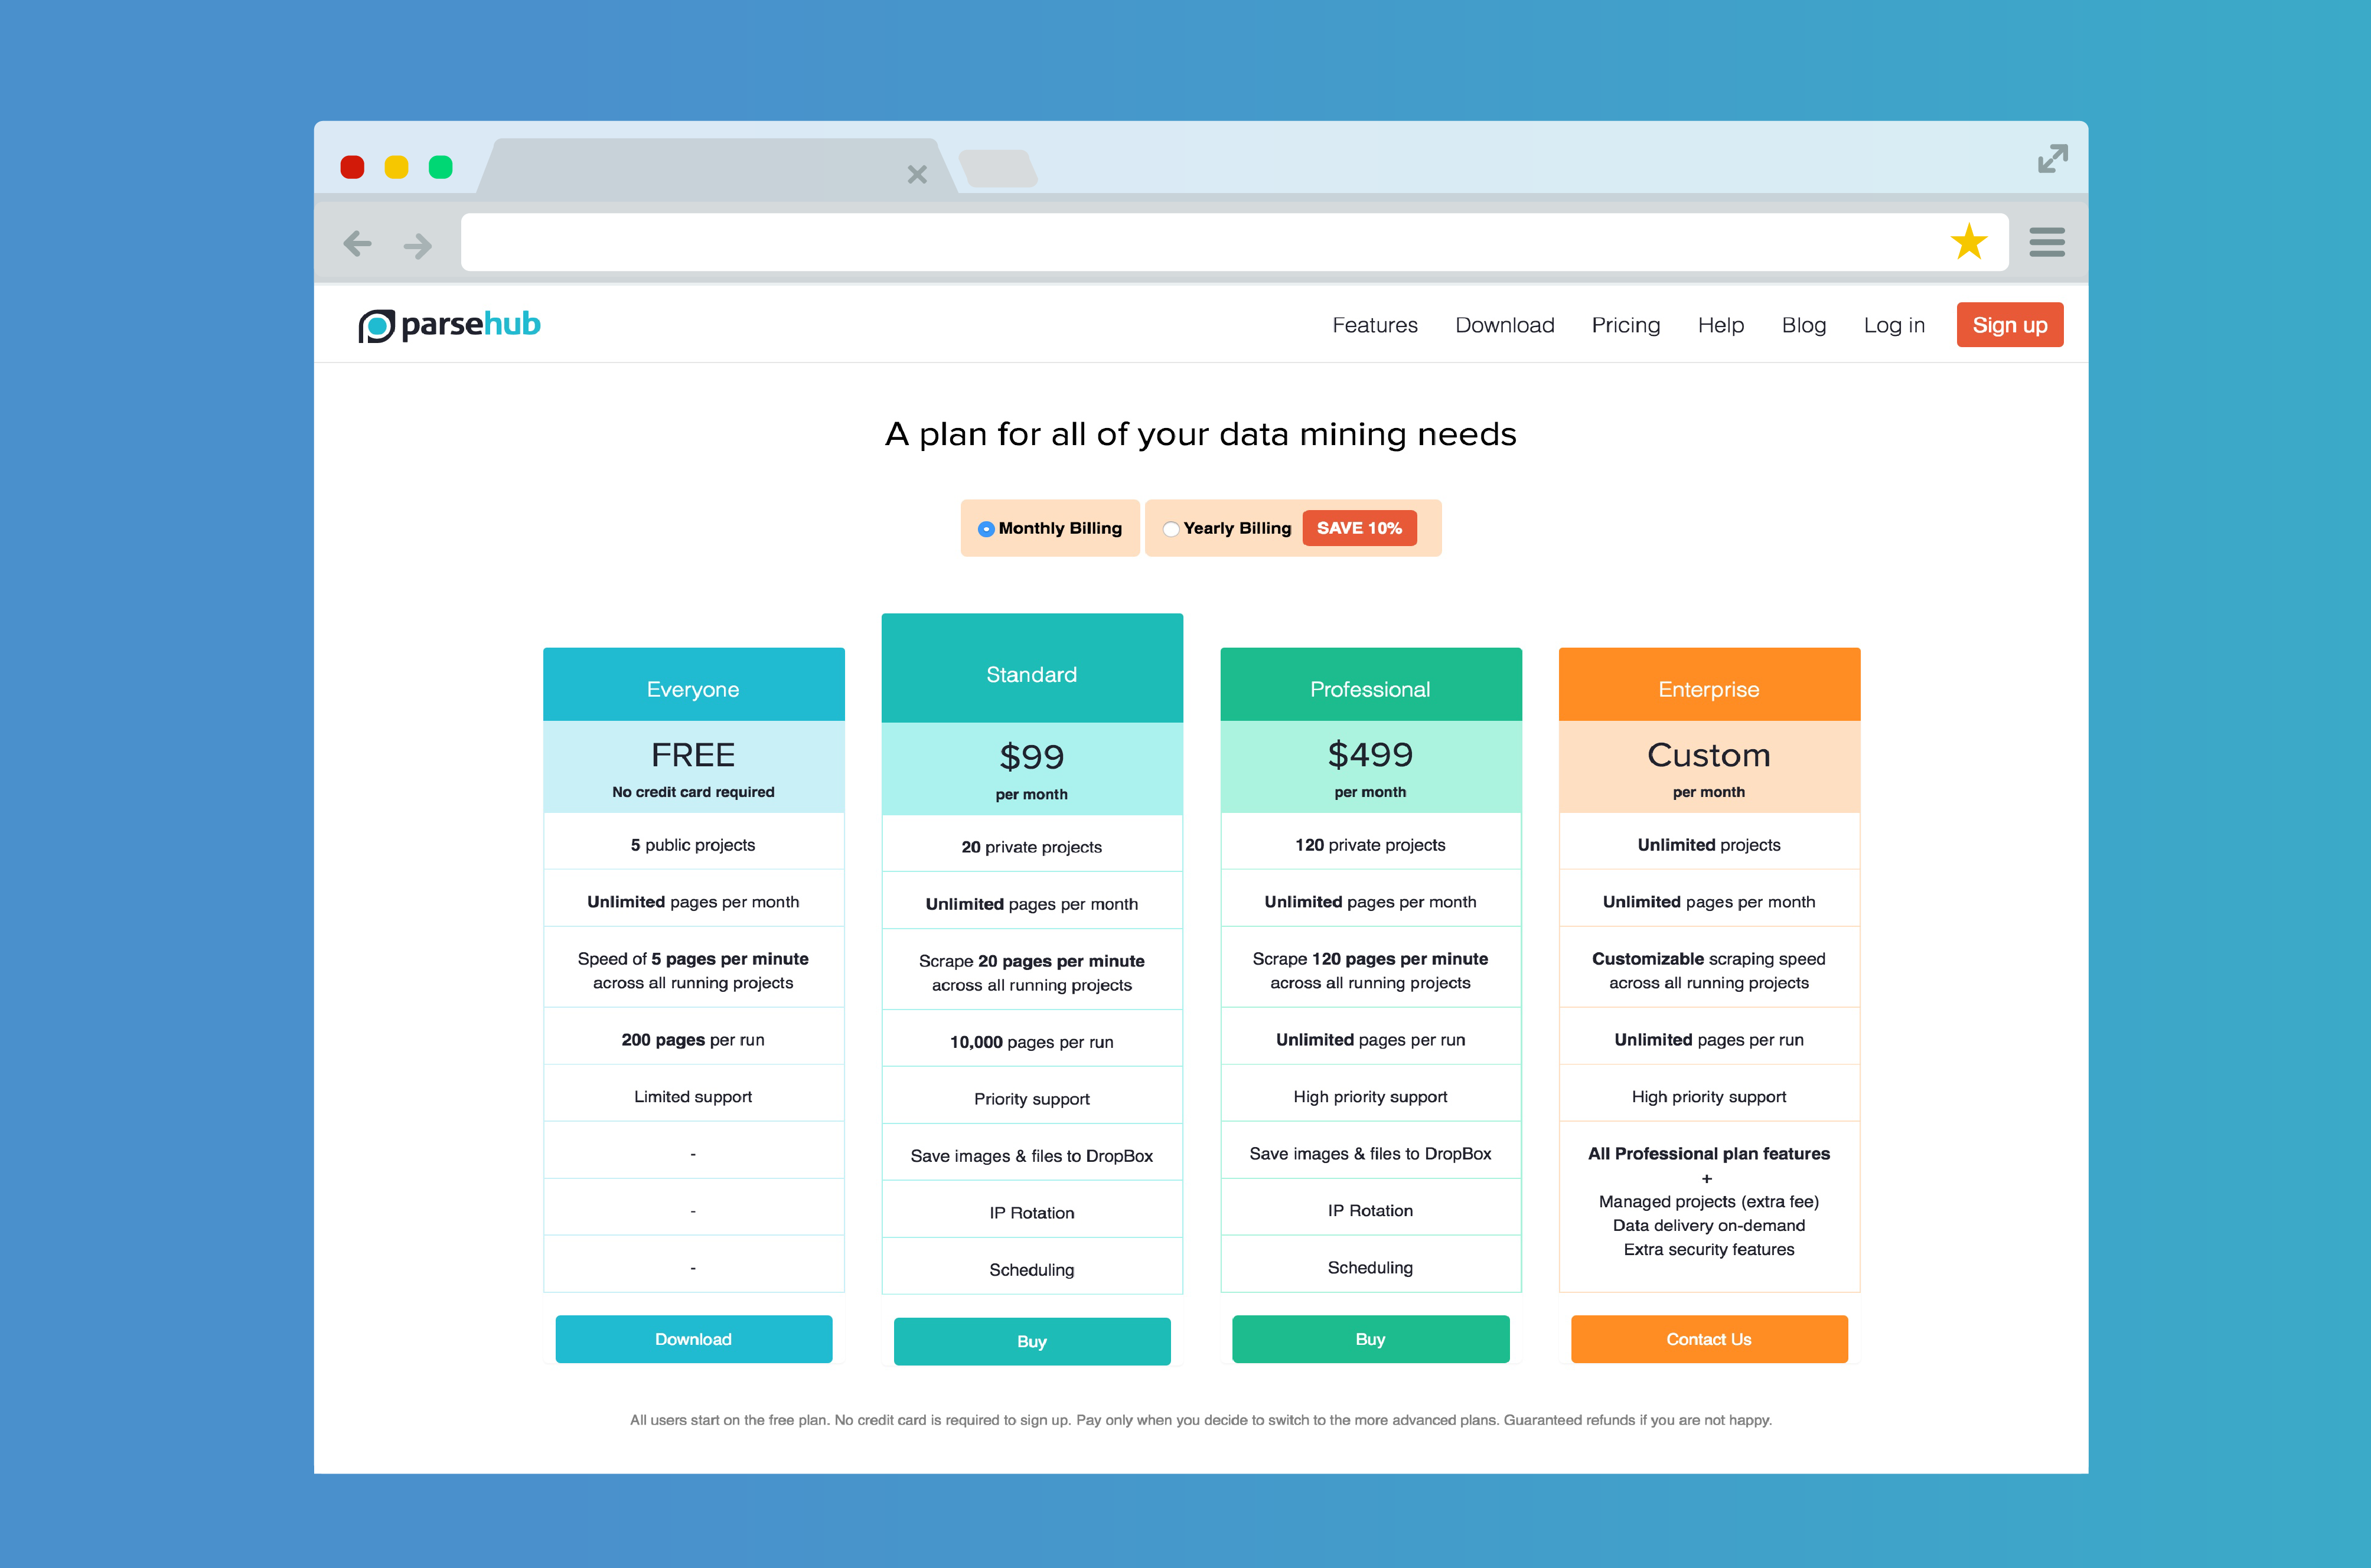 parsehub
Features Download Pricing Help Blog Log in Sign up
A plan for all of your data mining needs
Monthly Billing Yearly Billing SAVE 10%
Everyone
FREE
No credit card required
5 public projects
Unlimited pages per month
Speed of 5 pages per minute
across all running projects
200 pages per run
Limited support
-
-
-
Download
Standard
$99
per month
20 private projects
Unlimited pages per month
Scrape 20 pages per minute
across all running projects
10,000 pages per run
Priority support
Save images & files to DropBox
IP Rotation
Scheduling
Buy
Professional
$499
per month
120 private projects
Unlimited pages per month
Scrape 120 pages per minute
across all running projects
Unlimited pages per run
High priority support
Save images & files to DropBox
IP Rotation
Scheduling
Buy
Enterprise
Custom
per month
Unlimited projects
Unlimited pages per month
Customizable scraping speed
across all running projects
Unlimited pages per run
High priority support
All Professional plan features
+
Managed projects (extra fee)
Data delivery on-demand
Extra security features
Contact Us
All users start on the free plan. No credit card is required to sign up. Pay only when you decide to switch to the more advanced plans. Guaranteed refunds if you are not happy.